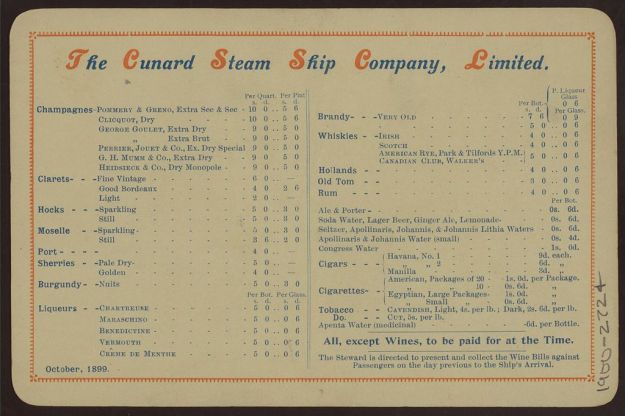 The Cunard Steam Ship Company, Limited.
Per Quart. Per Pint
s. d. s. d.
Champagnes-POMMERY & GRENO, Extra Sec & Sec - 10 0 .. 5 6
CLICQUOT, Dry - - - - 10 0 .. 5 6
GEORGE GOULET, Extra Dry - - 9 0 5 0
„ Extra Brut - - 9 0 5 0
PERRIER, JOUET & Co., Ex. Dry Special 9 0 5 0
G. H. MUMM & Co., Extra Dry - - 9 0 5 0
HEIDSIECK & Co., Dry Monopole - - 9 0 5 0
Clarets- - -Fine Vintage - - - - 6 0 ..
Good Bordeaux - - - - 4 0 2 6
Light - - - - 2 0 ..
Hocks - -Sparkling - - - - 5 0 .. 3 0
Still - - - - 5 0 .. 3 0
Moselle - -Sparkling- - - - 5 0 .. 3 0
Still - - - - 3 6 .. 2 0
Port - - - - 4 0
Sherries - -Pale Dry- - - - 5 0 ..
Golden - - - - 4 0
Burgundy- -Nuits - - - - 5 0 .. 3 0
Per Bot. Per Glass.
s. d. s. d.
Liqueurs - -CHARTREUSE - - - - 5 0 .. 0 6
MARASCHINO - - - - 5 0 .. 0 6
BENEDICTINE - - - - 5 0 .. 0 6
VERMOUTH - - - - 5 0 .. 0 6
CRÈME DE MENTHE - - - - 5 0 .. 0 6
October, 1899.
P. Liqueur
Glass
0 6
Per Bot. Per Glass.
Brandy- - -VERY OLD - - - - 7 6 0 9
5 0 .. 0 6
Whiskies - -IRISH - - - - 4 0 .. 0 6
SCOTCH - - - - 4 0 .. 0 6
AMERICAN RYE, Park & Tilfords Y.P.M.
CANADIAN CLUB, WALKER'S - 5 0 .. 0 6
Hollands - - - - 4 0 .. 0 6
Old Tom - - - - 3 0 .. 0 6
Rum - - - - 4 0 .. 0 6
Per Bot.
Ale & Porter- - - - 0s. 6d.
Soda Water, Lager Beer, Ginger Ale, Lemonade- 0s. 6d.
Seltzer, Apollinaris, Johannis, & Johannis Lithia Waters - 0s. 6d.
Apollinaris & Johannis Water (small) - - - 0s. 4d.
Congress Water - - - - 1s. 0d.
Cigars - - - Havana, No. 1 - - 9d. each.
„ „ 2 - - 6d. „
Manilla - - 3d. „
Cigarettes- - American, Packages of 20 - 1s. 0d. per Package.
„ „ 10 - 0s. 6d. „
Egyptian, Large Packages- 1s. 0d. „
„ Small „ 0s. 6d. „
Tobacco - - CAVENDISH, Light, 4s. per lb.; Dark, 2s. 6d. per lb.
Do. - - CUT, 5s. per lb.
Apenta Water (medicinal) -6d. per Bottle.
All, except Wines, to be paid for at the Time.
The Steward is directed to present and collect the Wine Bills against
Passengers on the day previous to the Ship's Arrival.
1900-2224